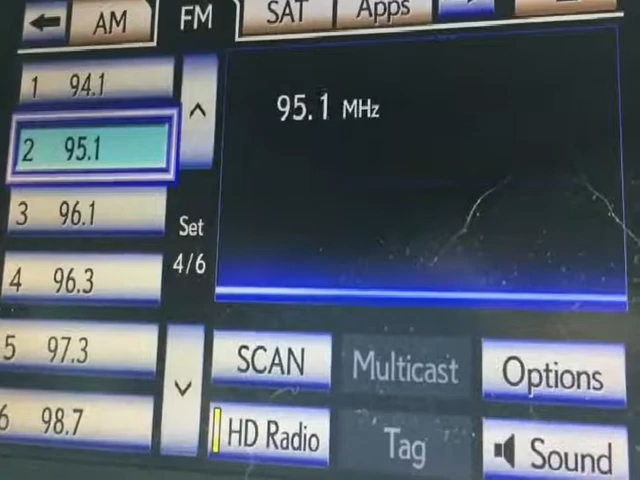 AM FM SAT Apps
1 94.1
95.1 MHz
2 95.1
3 96.1
Set
4/6
4 96.3
5 97.3
6 98.7
SCAN Multicast Options
HD Radio Tag Sound